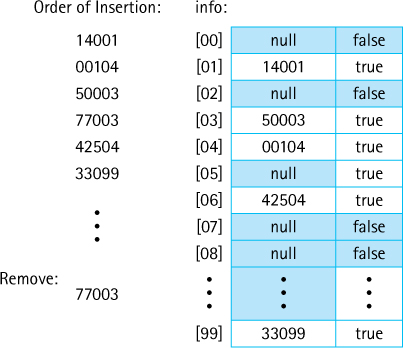 Order of Insertion: info:
14001 [00] null false
00104 [01] 14001 true
50003 [02] null false
77003 [03] 50003 true
42504 [04] 00104 true
33099 [05] null true
[06] 42504 true
[07] null false
[08] null false
Remove:
77003
[99] 33099 true